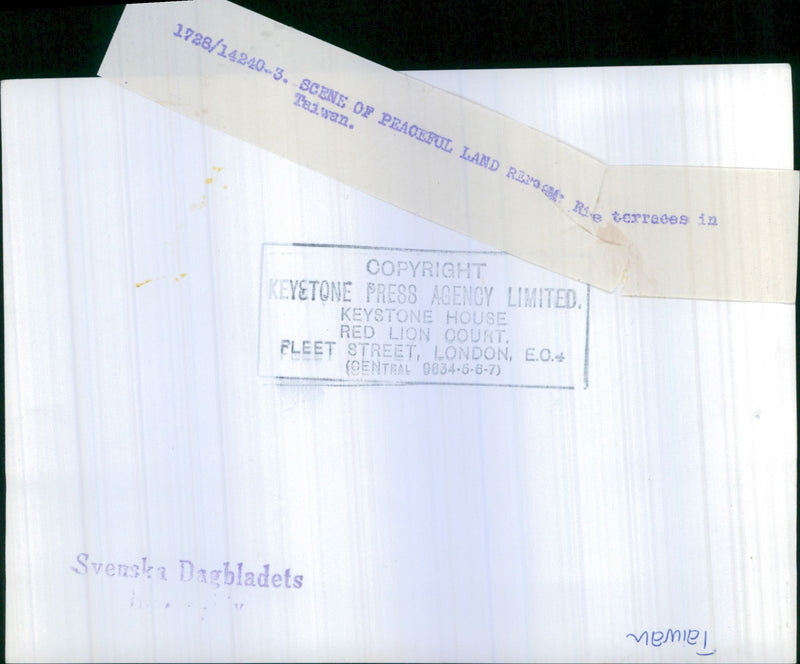 1728/14240-3. SCENE OF PEACEFUL LAND REFORM: Rice terraces in
Taiwan.
COPYRIGHT
KEYSTONE PRESS AGENCY LIMITED.
KEYSTONE HOUSE
RED LION COURT,
FLEET STREET, LONDON, E.C.4
(CENTRAL 9634·5·6·7)
Svenska Dagbladets
Taiwan